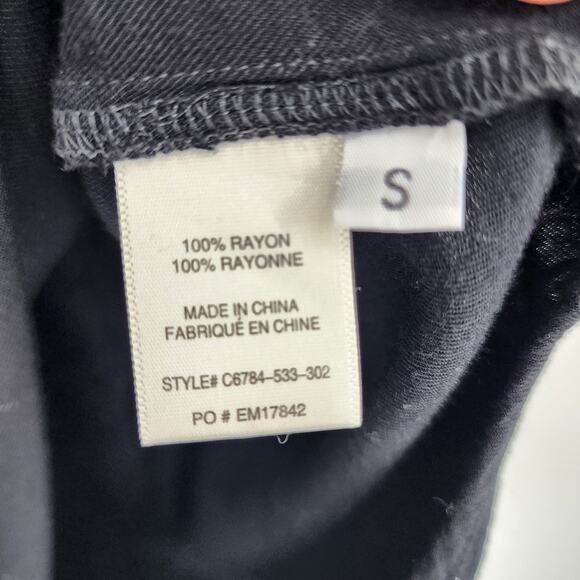 S
100% RAYON
100% RAYONNE
MADE IN CHINA
FABRIQUÉ EN CHINE
STYLE# C6784-533-302
PO # EM17842